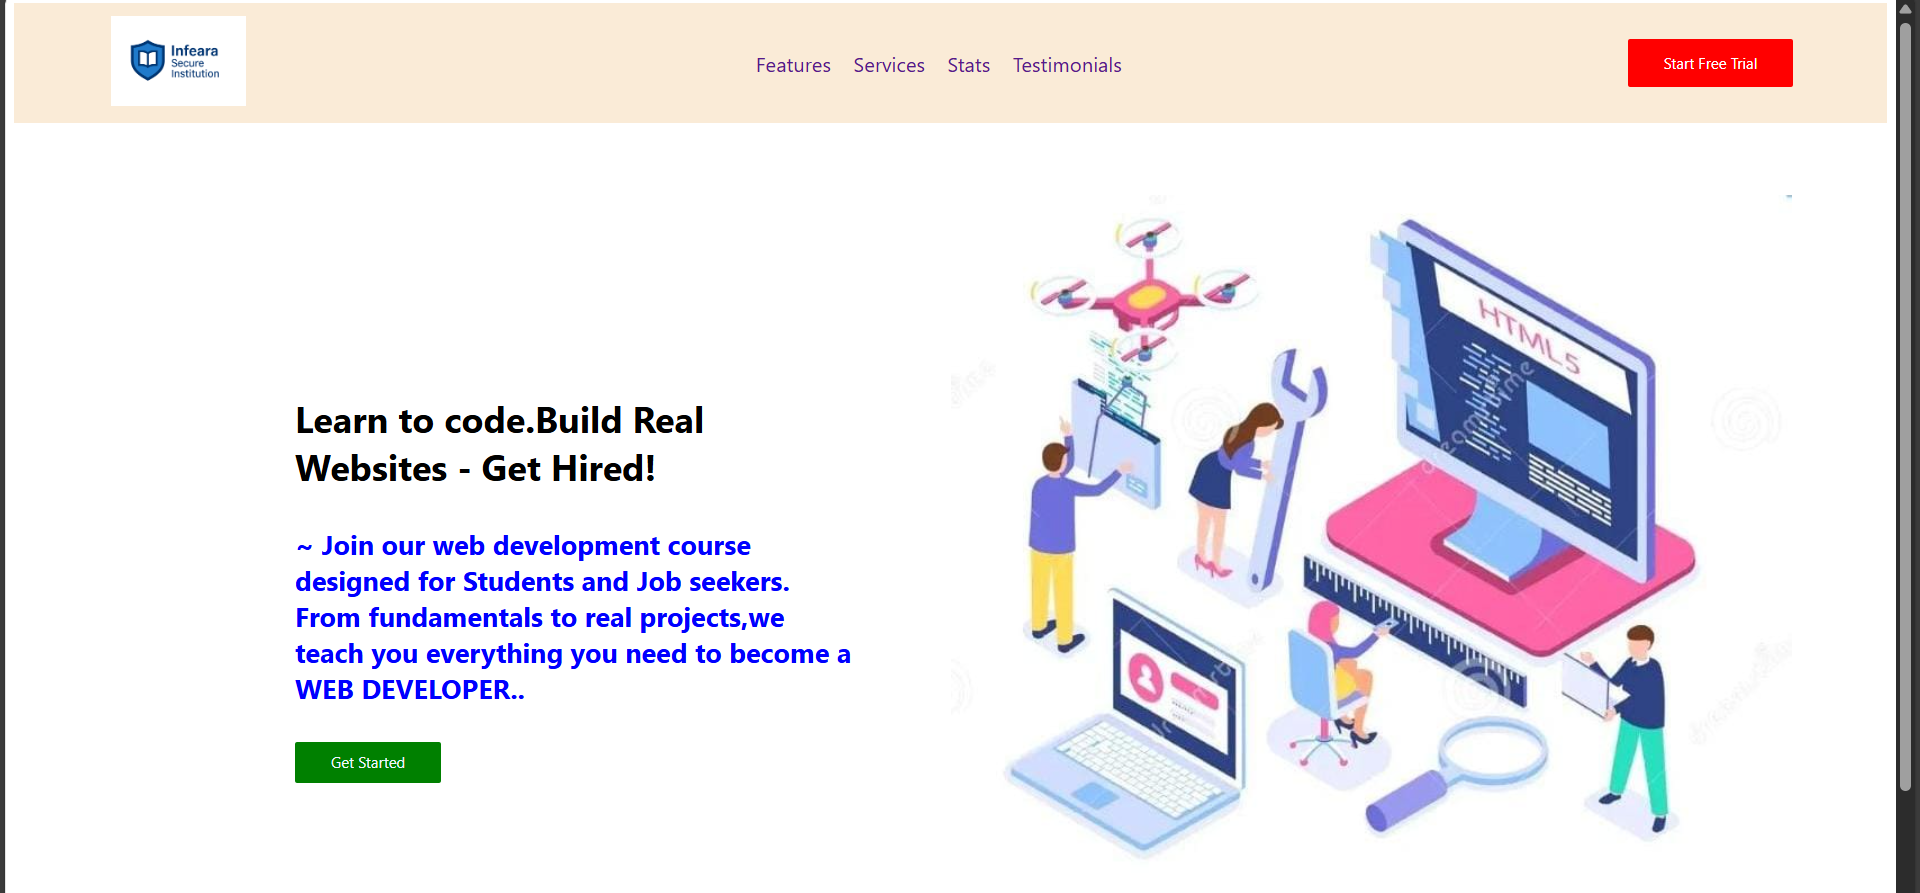 Infeara
Secure
Institution
Features Services Stats Testimonials
Start Free Trial
Learn to code.Build Real
Websites - Get Hired!
~ Join our web development course
designed for Students and Job seekers.
From fundamentals to real projects,we
teach you everything you need to become a
WEB DEVELOPER..
Get Started
HTML5
dreamstime